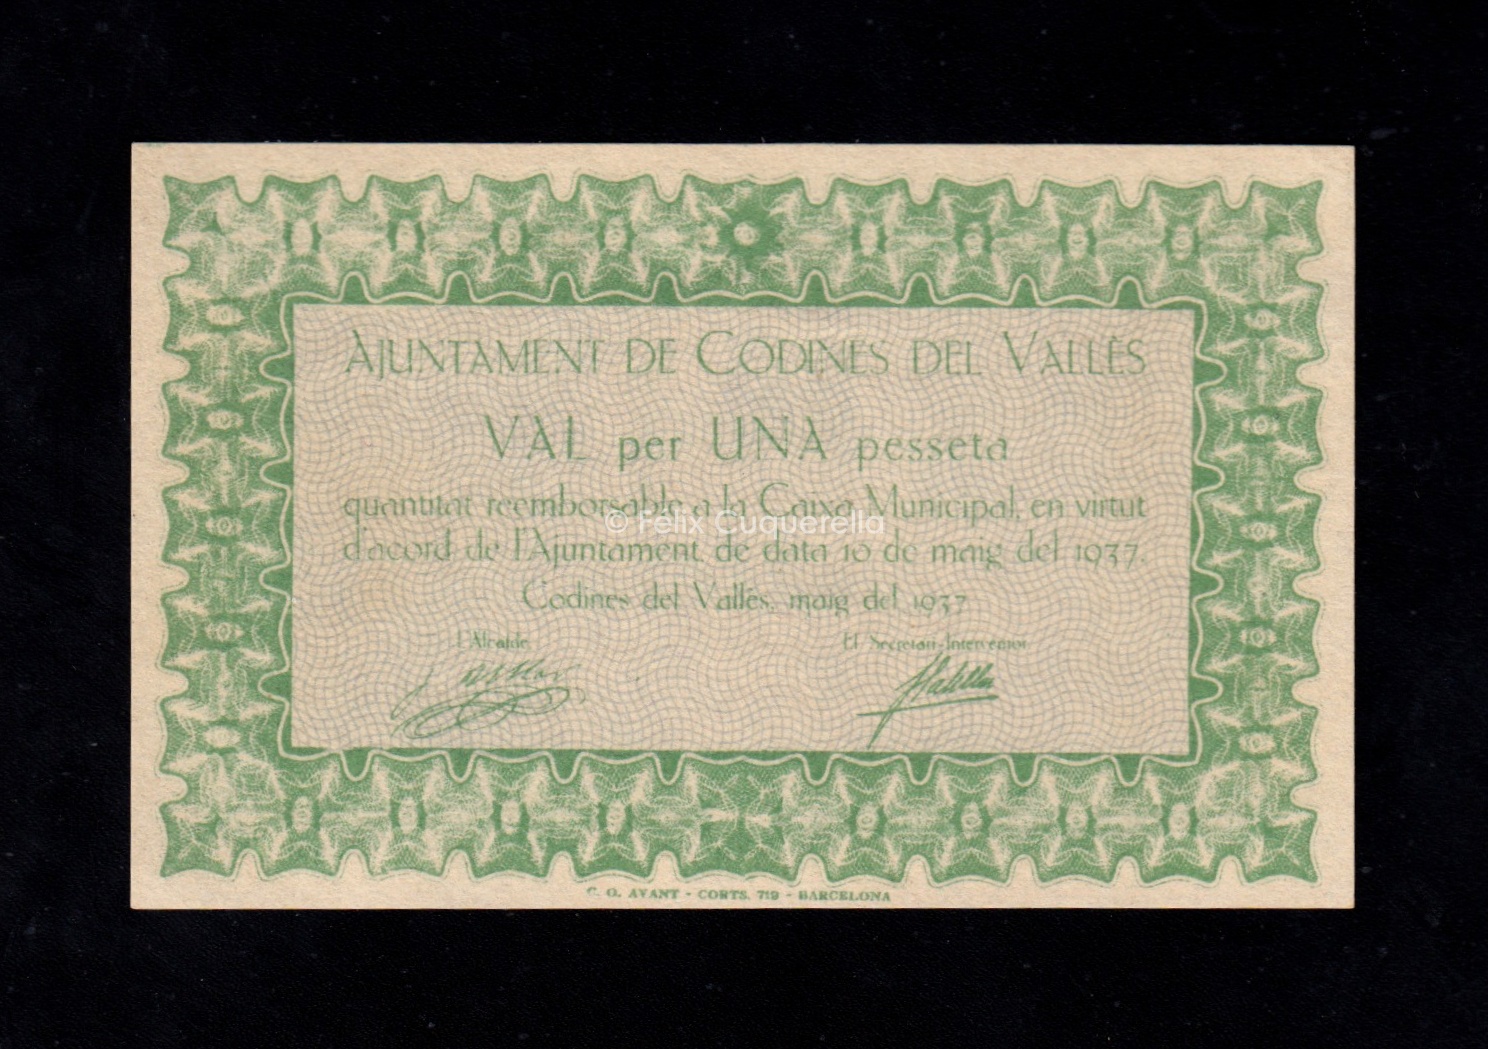 AJUNTAMENT DE CODINES DEL VALLÈS
VAL per UNA pesseta
quantitat reemborsable a la Caixa Municipal, en virtut
d'acord de l'Ajuntament, de data 10 de maig del 1937.
© Felix Cuquerella
Codines del Vallès, maig del 1937
L'Alcalde,
El Secretari-Interventor
C. O. AVANT - CORTS, 719 - BARCELONA